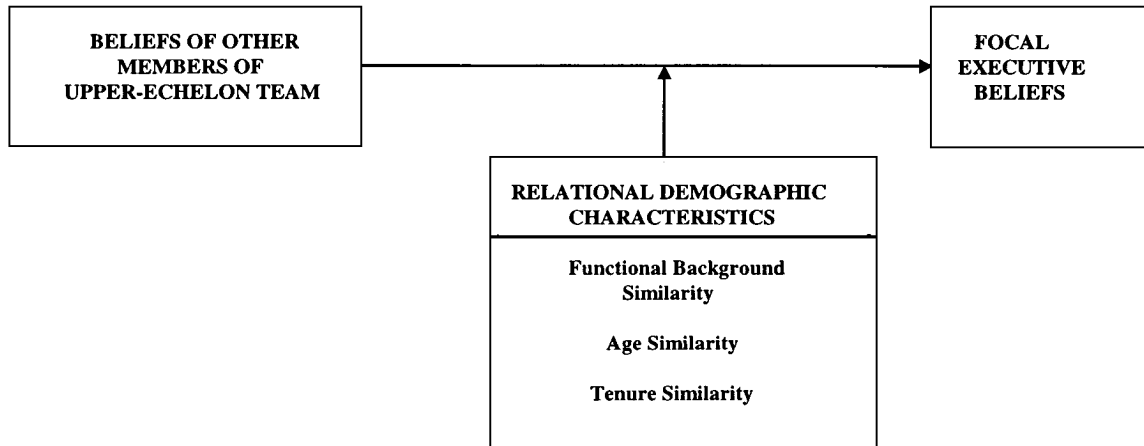 BELIEFS OF OTHER
MEMBERS OF
UPPER-ECHELON TEAM
FOCAL
EXECUTIVE
BELIEFS
RELATIONAL DEMOGRAPHIC
CHARACTERISTICS
Functional Background
Similarity
Age Similarity
Tenure Similarity